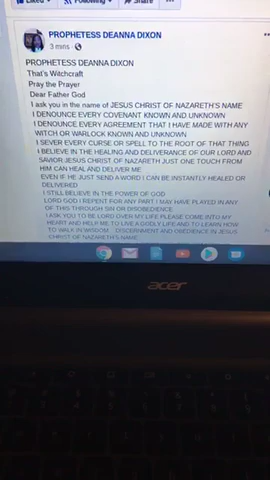 Liked
Following
Share
PROPHETESS DEANNA DIXON
3 mns
PROPHETESS DEANNA DIXON
That's Witchcraft
Pray the Prayer
Dear Father God
I ask you in the name of JESUS CHRIST OF NAZARETH'S NAME
I DENOUNCE EVERY COVENANT KNOWN AND UNKNOWN
I DENOUNCE EVERY AGREEMENT THAT I HAVE MADE WITH ANY
WITCH OR WARLOCK KNOWN AND UNKNOWN
I SEVER EVERY CURSE OR SPELL TO THE ROOT OF THAT THING
I BELIEVE IN THE HEALING AND DELIVERANCE OF OUR LORD AND
SAVIOR JESUS CHRIST OF NAZARETH JUST ONE TOUCH FROM
HIM CAN HEAL AND DELIVER ME
EVEN IF HE JUST SEND A WORD I CAN BE INSTANTLY HEALED OR
DELIVERED
I STILL BELIEVE IN THE POWER OF GOD
LORD GOD I REPENT FOR ANY PART I MAY HAVE PLAYED IN ANY
OF THIS THROUGH SIN OR DISOBEDIENCE
I ASK YOU TO BE LORD OVER MY LIFE PLEASE COME INTO MY
HEART AND HELP ME TO LIVE A GODLY LIFE AND TO LEARN HOW
TO WALK IN WISDOM DISCERNMENT AND OBEDIENCE IN JESUS
CHRIST OF NAZARETH'S NAME
acer